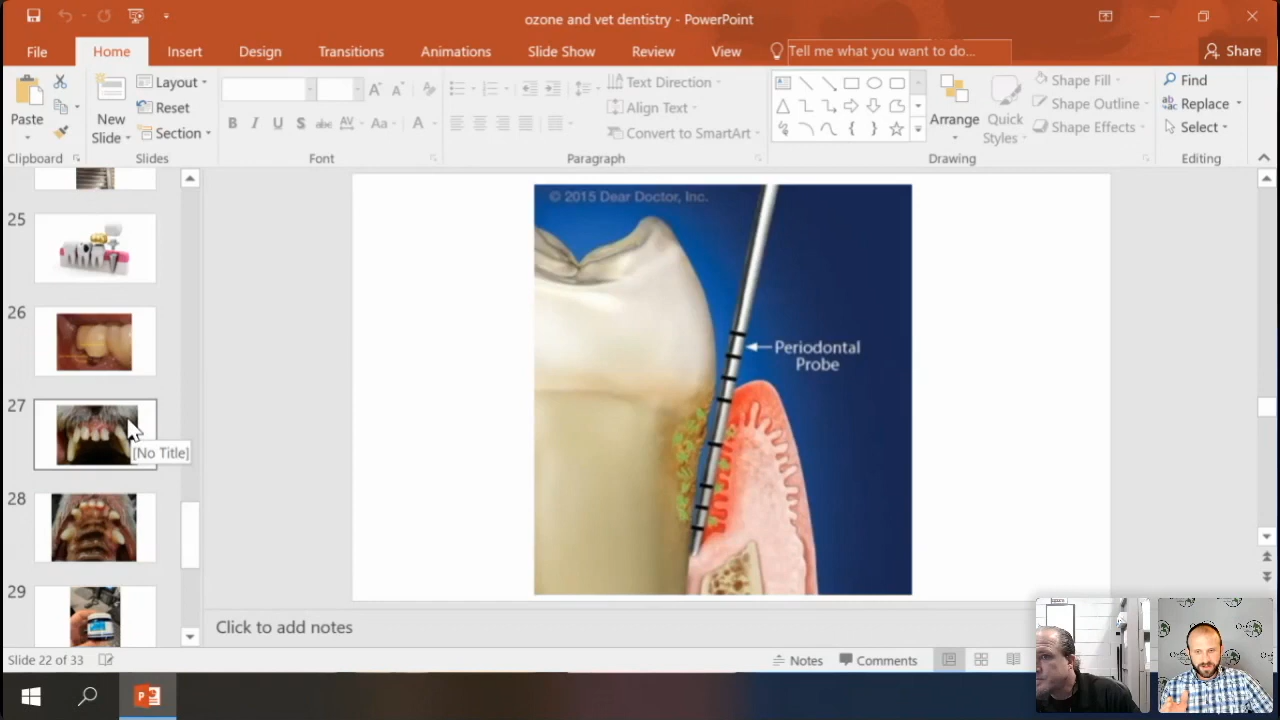 ozone and vet dentistry - PowerPoint
File Home Insert Design Transitions Animations Slide Show Review View Tell me what you want to do... Share
Paste
New
Slide
Layout
Reset
Section
Text Direction
Align Text
Convert to SmartArt
Arrange
Quick
Styles
Shape Fill
Shape Outline
Shape Effects
Find
Replace
Select
Clipboard Slides Font Paragraph Drawing Editing
25
26
27
[No Title]
28
29
© 2015 Dear Doctor, Inc.
Periodontal
Probe
Click to add notes
Slide 22 of 33 Notes Comments